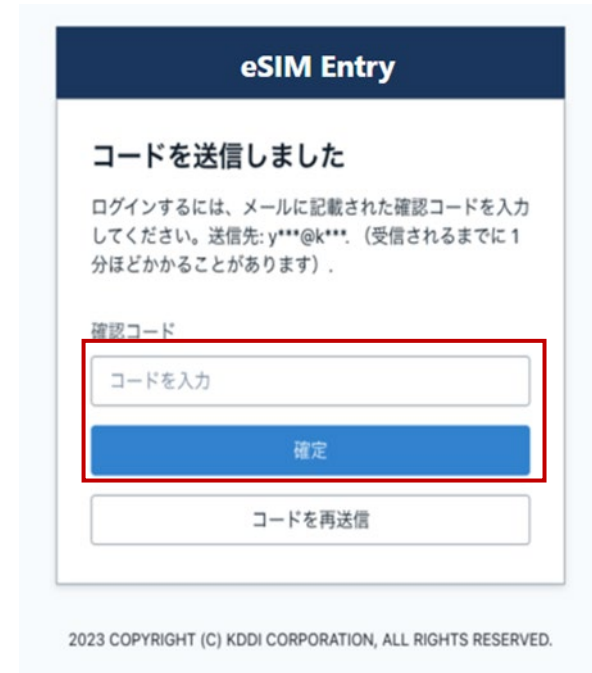 eSIM Entry
コードを送信しました
ログインするには、メールに記載された確認コードを入力
してください。送信先: y***@k***. （受信されるまでに 1
分ほどかかることがあります）.
確認コード
コードを入力
確定
コードを再送信
2023 COPYRIGHT (C) KDDI CORPORATION, ALL RIGHTS RESERVED.